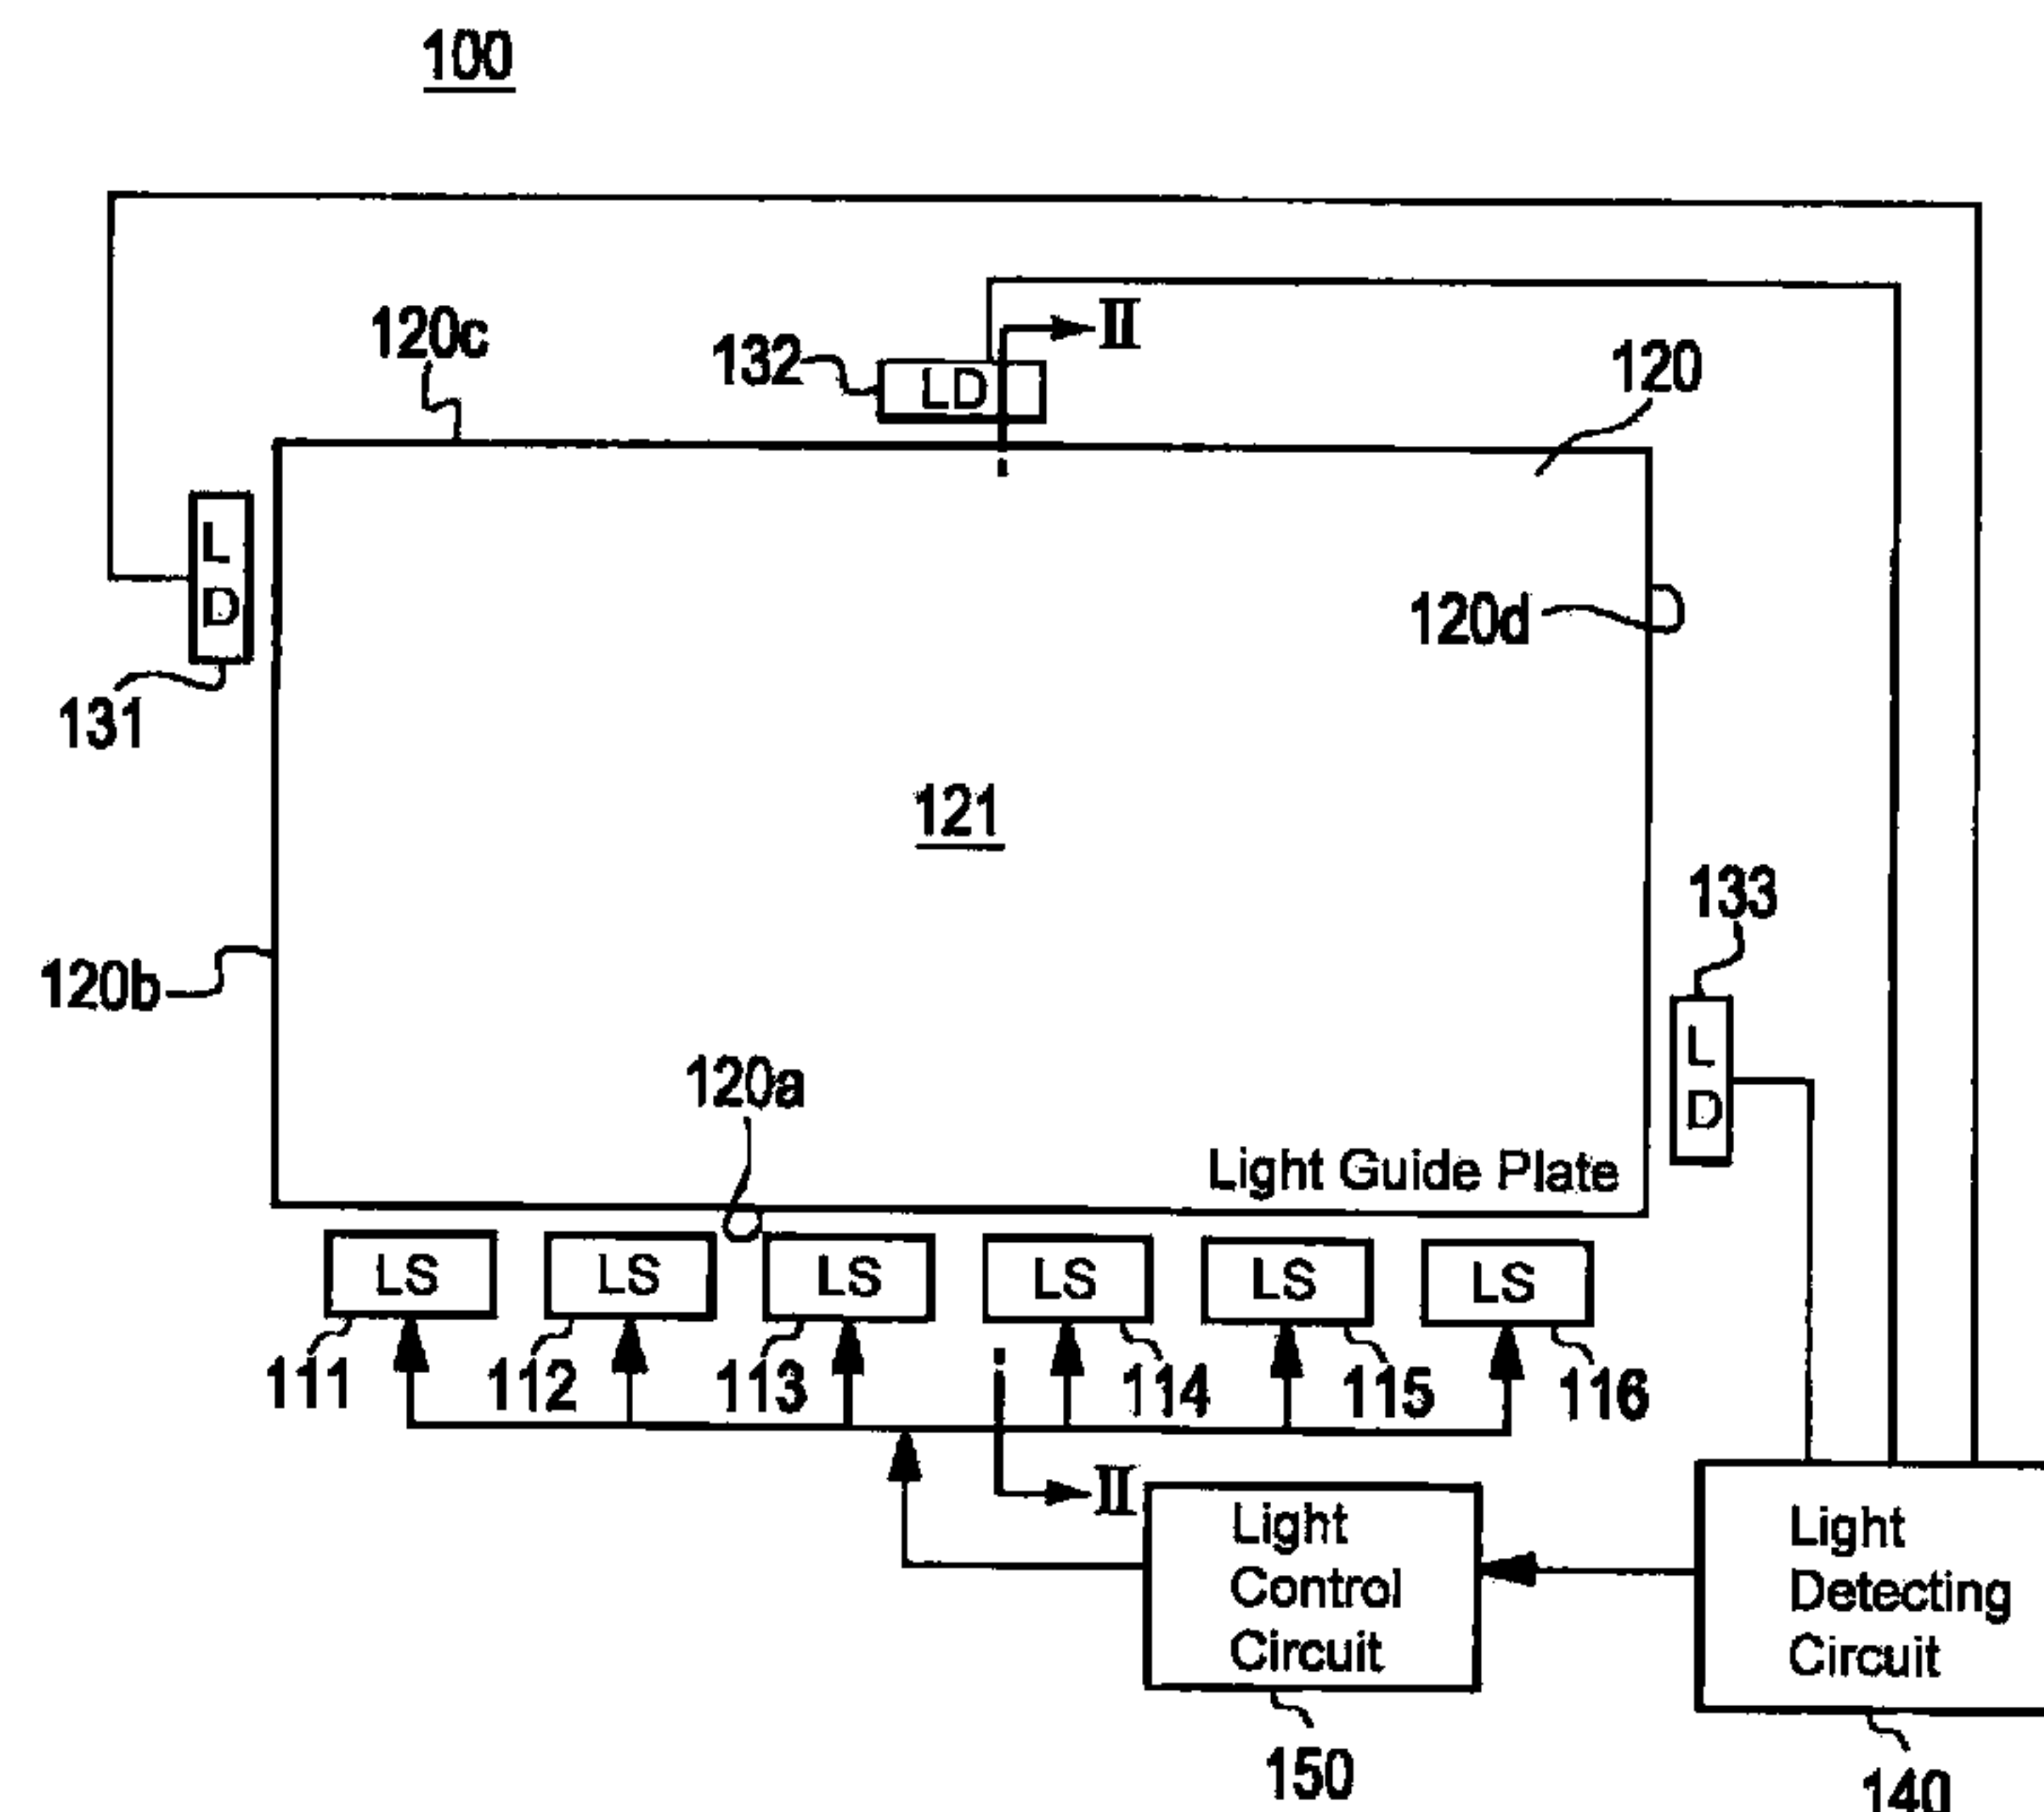 100
120c
132
LD
II
120
L
D
131
120d
121
133
120b
L
D
120a
Light Guide Plate
LS
LS
LS
LS
LS
LS
111
112
113
114
115
116
II
Light
Control
Circuit
Light
Detecting
Circuit
150
140